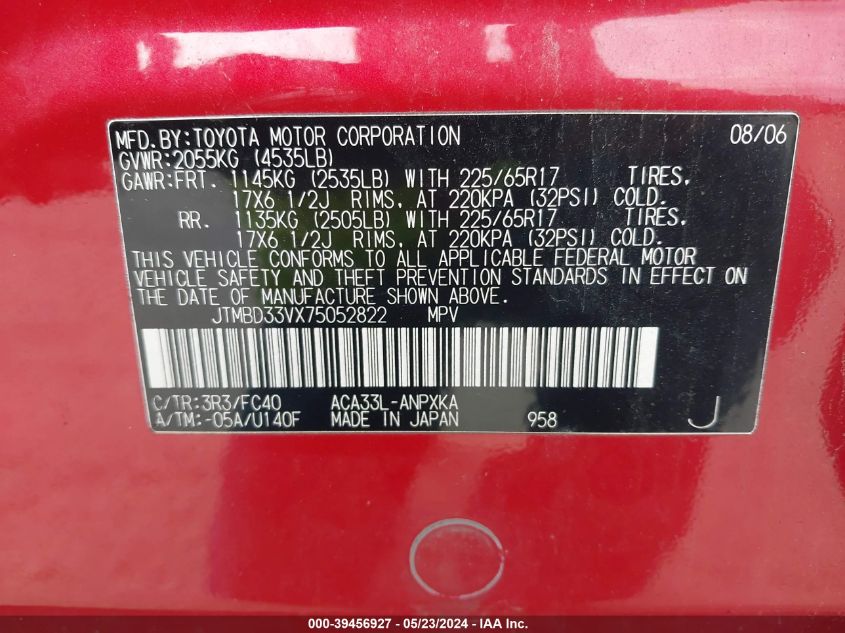 MFD.BY:TOYOTA MOTOR CORPORATION 08/06
GVWR:2055KG (4535LB)
GAWR:FRT. 1145KG (2535LB) WITH 225/65R17 TIRES,
17X6 1/2J RIMS, AT 220KPA (32PSI) COLD.
RR. 1135KG (2505LB) WITH 225/65R17 TIRES,
17X6 1/2J RIMS, AT 220KPA (32PSI) COLD.
THIS VEHICLE CONFORMS TO ALL APPLICABLE FEDERAL MOTOR
VEHICLE SAFETY AND THEFT PREVENTION STANDARDS IN EFFECT ON
THE DATE OF MANUFACTURE SHOWN ABOVE.
JTMBD33VX75052822 MPV
C/TR:3R3/FC40 ACA33L-ANPXKA
A/TM:-05A/U140F MADE IN JAPAN 958 J
000-39456927 - 05/23/2024 - IAA Inc.